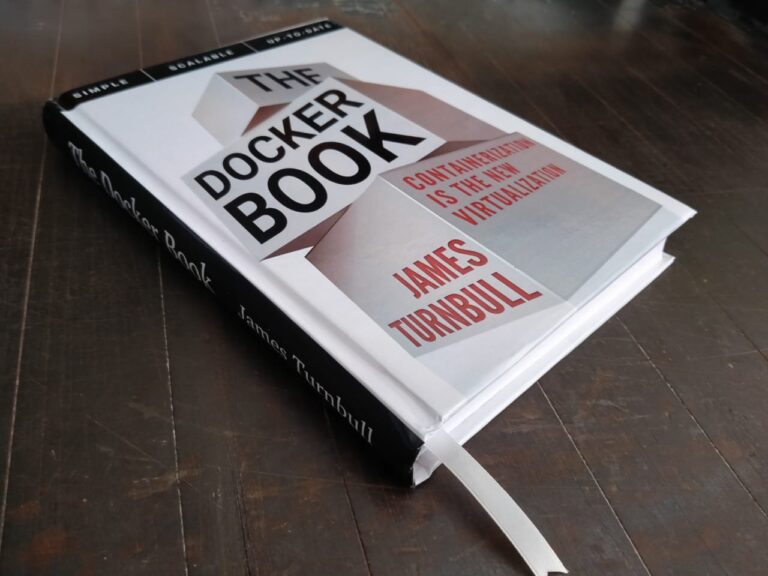 SIMPLE | SCALABLE | UP-TO-DATE
THE
DOCKER
BOOK
CONTAINERIZATION
IS THE NEW
VIRTUALIZATION
JAMES
TURNBULL
The Docker Book James Turnbull